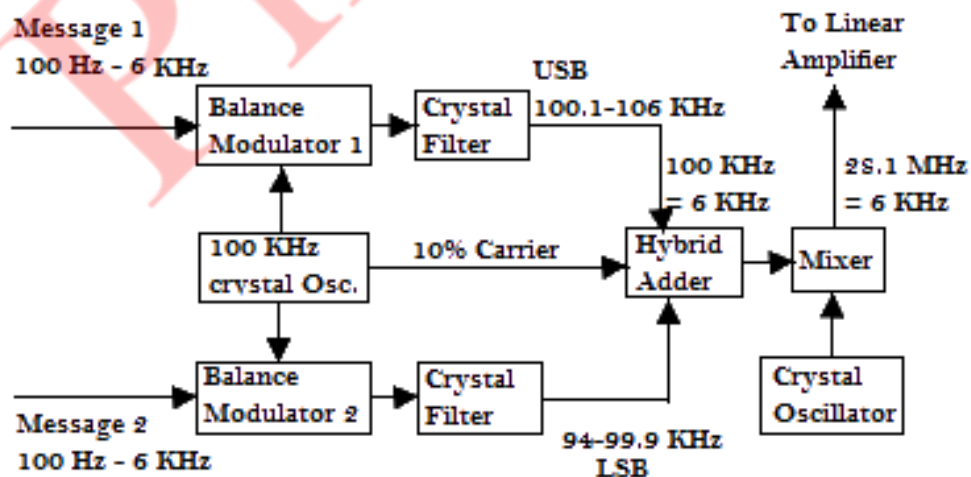 Message 1
100 Hz - 6 KHz
To Linear
Amplifier
USB
100.1-106 KHz
Balance
Modulator 1
Crystal
Filter
100 KHz
= 6 KHz
28.1 MHz
= 6 KHz
100 KHz
crystal Osc.
10% Carrier
Hybrid
Adder
Mixer
Balance
Modulator 2
Crystal
Filter
Crystal
Oscillator
Message 2
100 Hz - 6 KHz
94-99.9 KHz
LSB